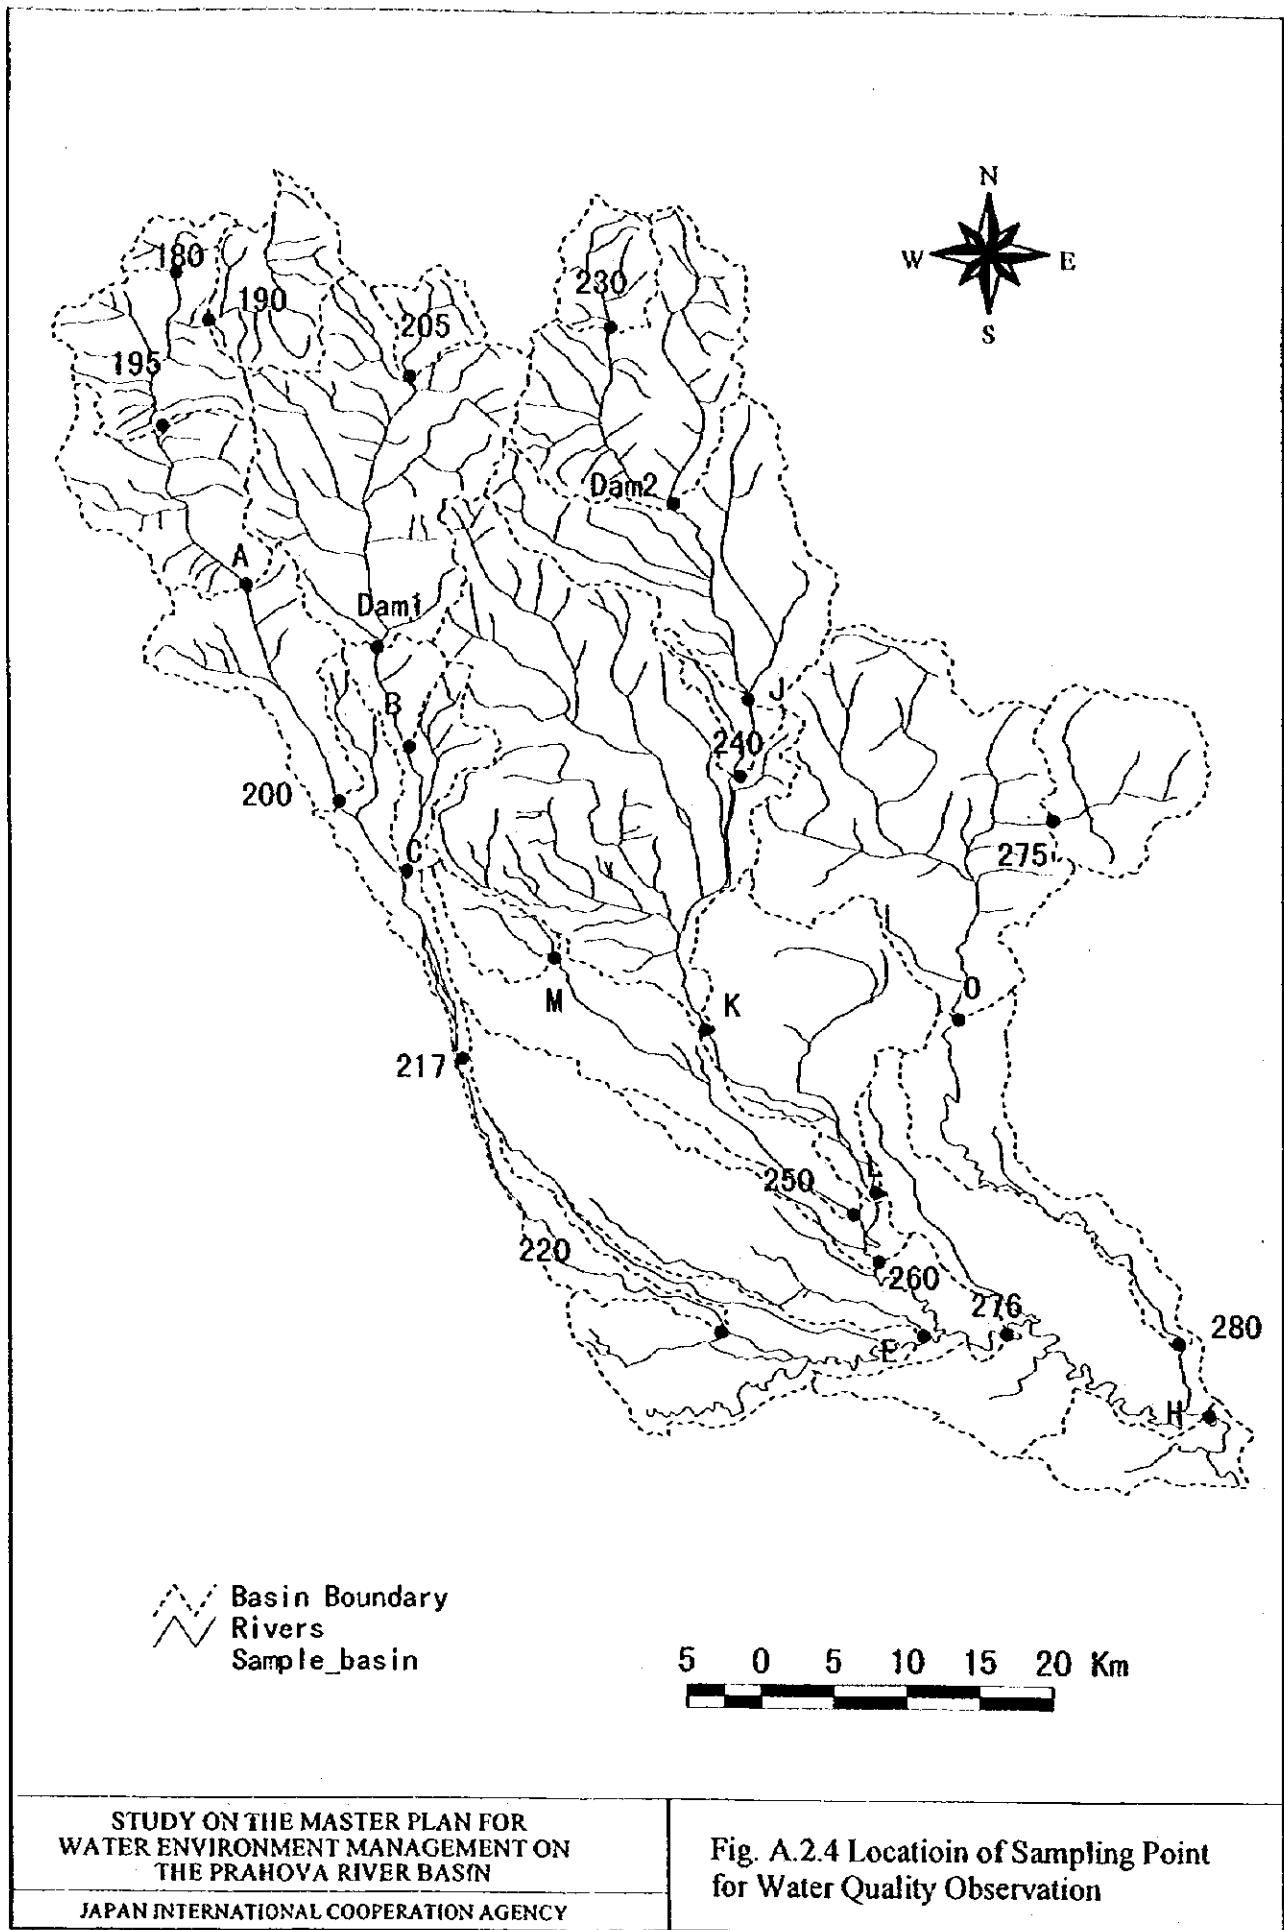 N
W E
S
180
190
195
205
230
Dam2
A
Dam1
B
J
240
200
C
275
M
K
O
217
L
250
220
260
276
E
280
H
Basin Boundary
Rivers
Sample_basin
5 0 5 10 15 20 Km
STUDY ON THE MASTER PLAN FOR
WATER ENVIRONMENT MANAGEMENT ON
THE PRAHOVA RIVER BASIN
JAPAN INTERNATIONAL COOPERATION AGENCY
Fig. A.2.4 Locatioin of Sampling Point
for Water Quality Observation